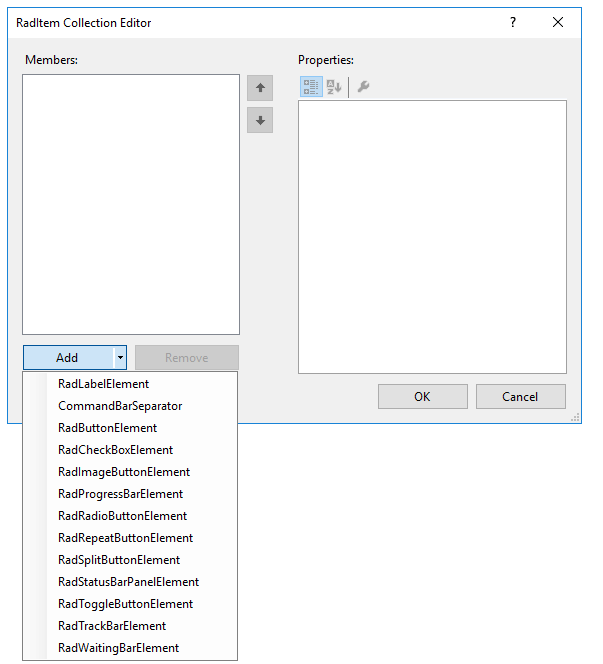 RadItem Collection Editor
?
Members:
Properties:
A
Z
Add
Remove
RadLabelElement
CommandBarSeparator
RadButtonElement
RadCheckBoxElement
RadImageButtonElement
RadProgressBarElement
RadRadioButtonElement
RadRepeatButtonElement
RadSplitButtonElement
RadStatusBarPanelElement
RadToggleButtonElement
RadTrackBarElement
RadWaitingBarElement
OK
Cancel